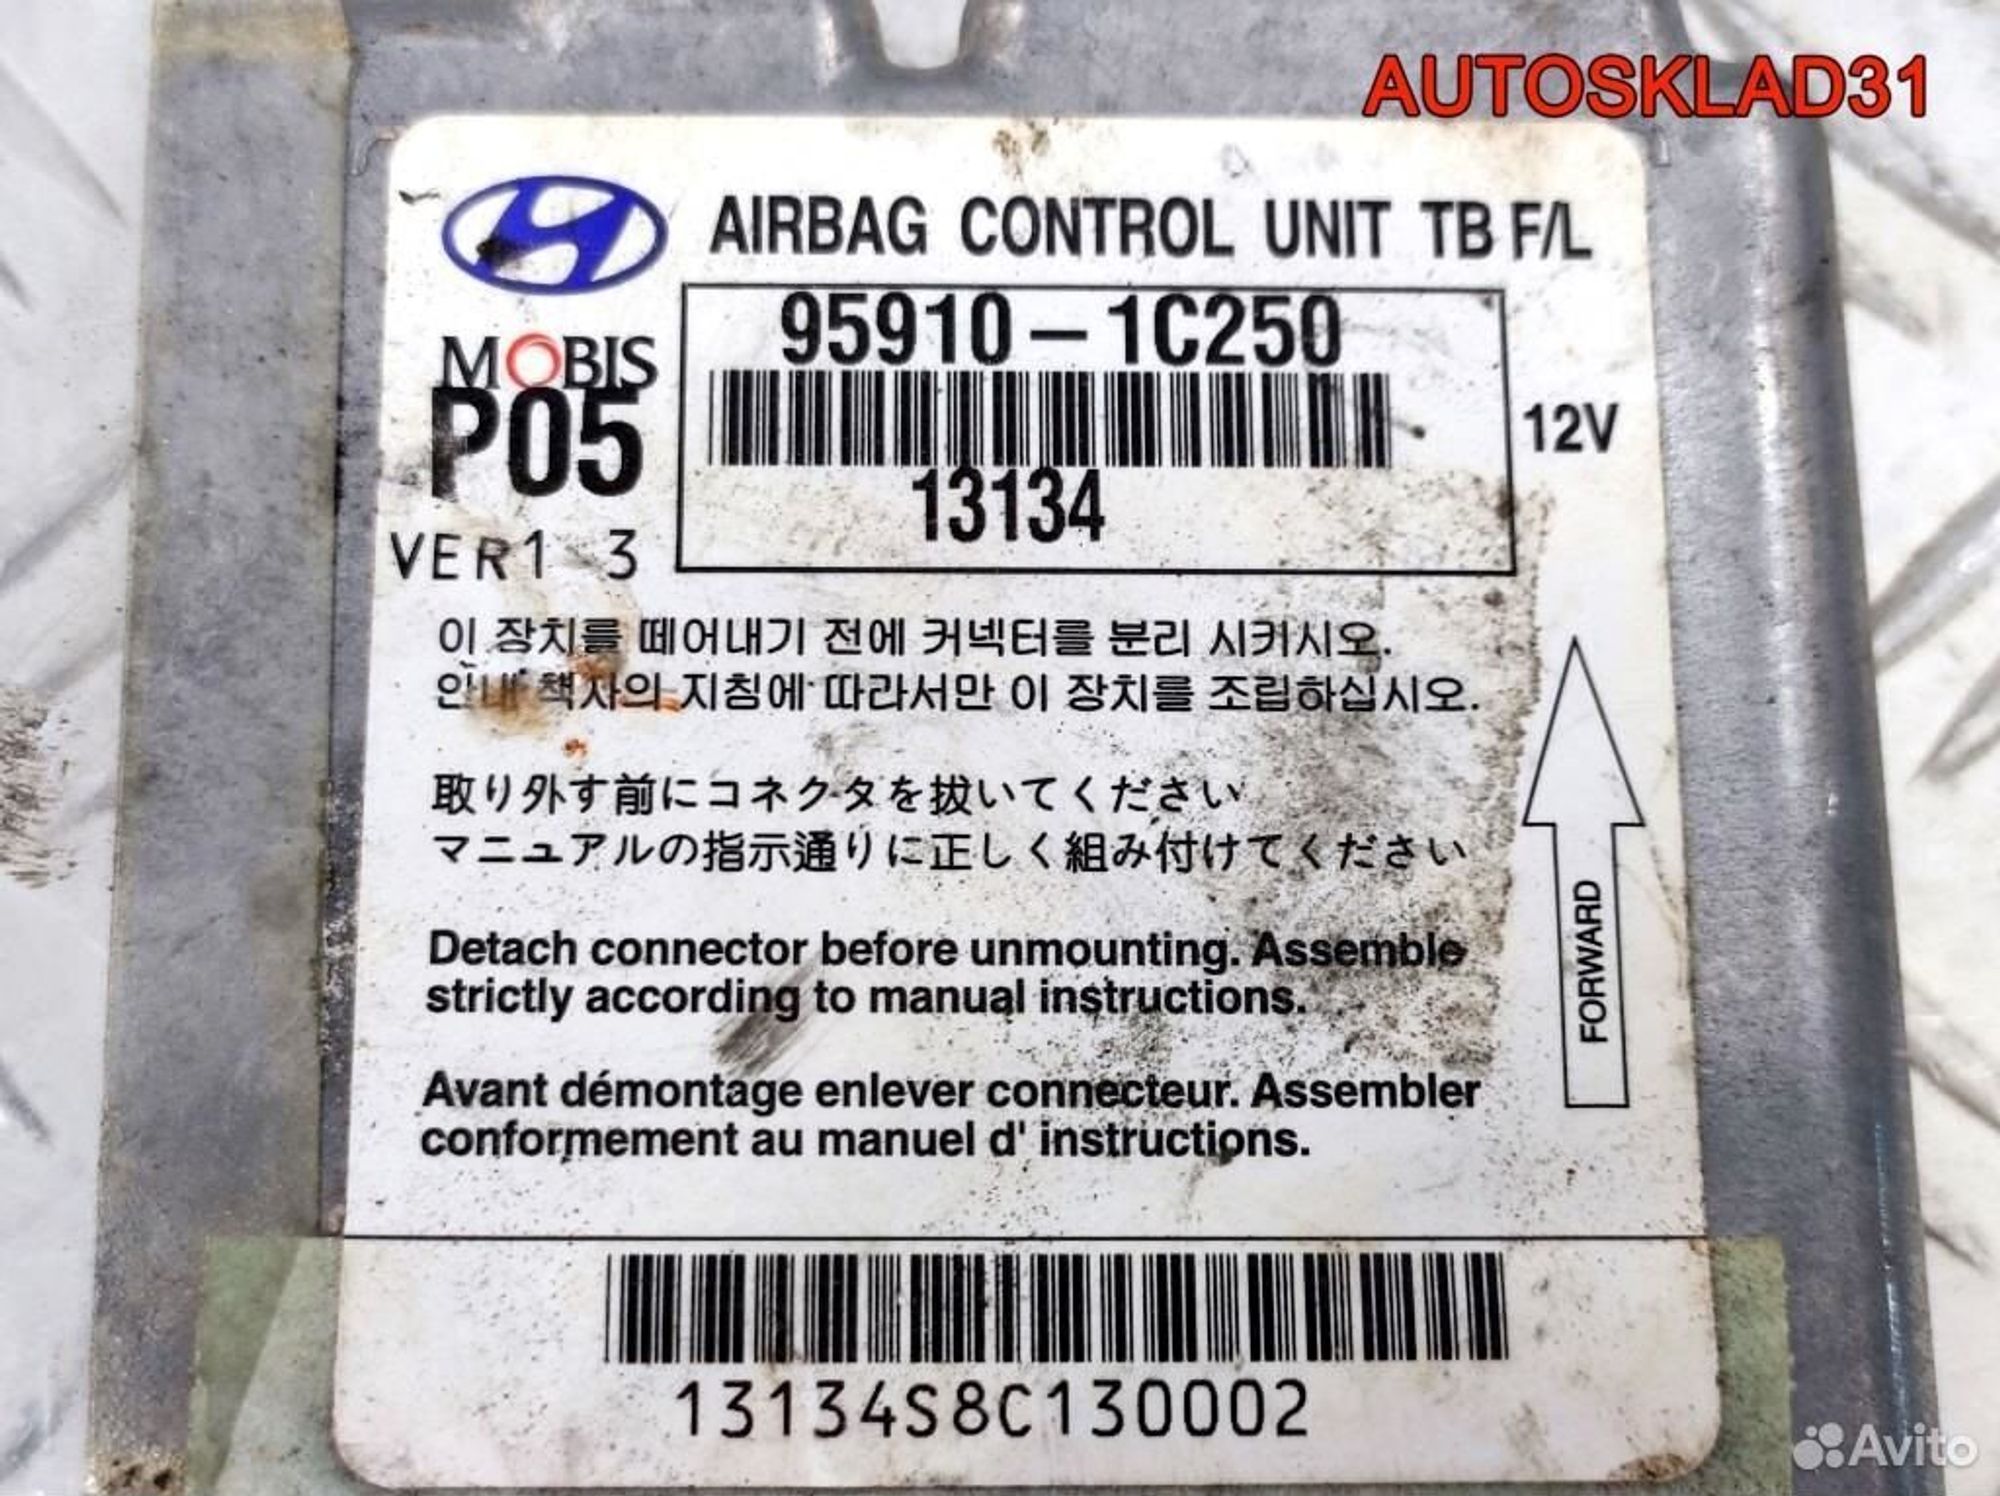 AUTOSKLAD31
AIRBAG CONTROL UNIT TB F/L
MOBIS
95910-1C250
P05
12V
13134
VER1 3
이 장치를 떼어내기 전에 커넥터를 분리 시키시오.
안내 책자의 지침에 따라서만 이 장치를 조립하십시오.
取り外す前にコネクタを抜いてください
マニュアルの指示通りに正しく組み付けてください
FORWARD
Detach connector before unmounting. Assemble
strictly according to manual instructions.
Avant démontage enlever connecteur. Assembler
conformement au manuel d' instructions.
13134S8C130002
Avito